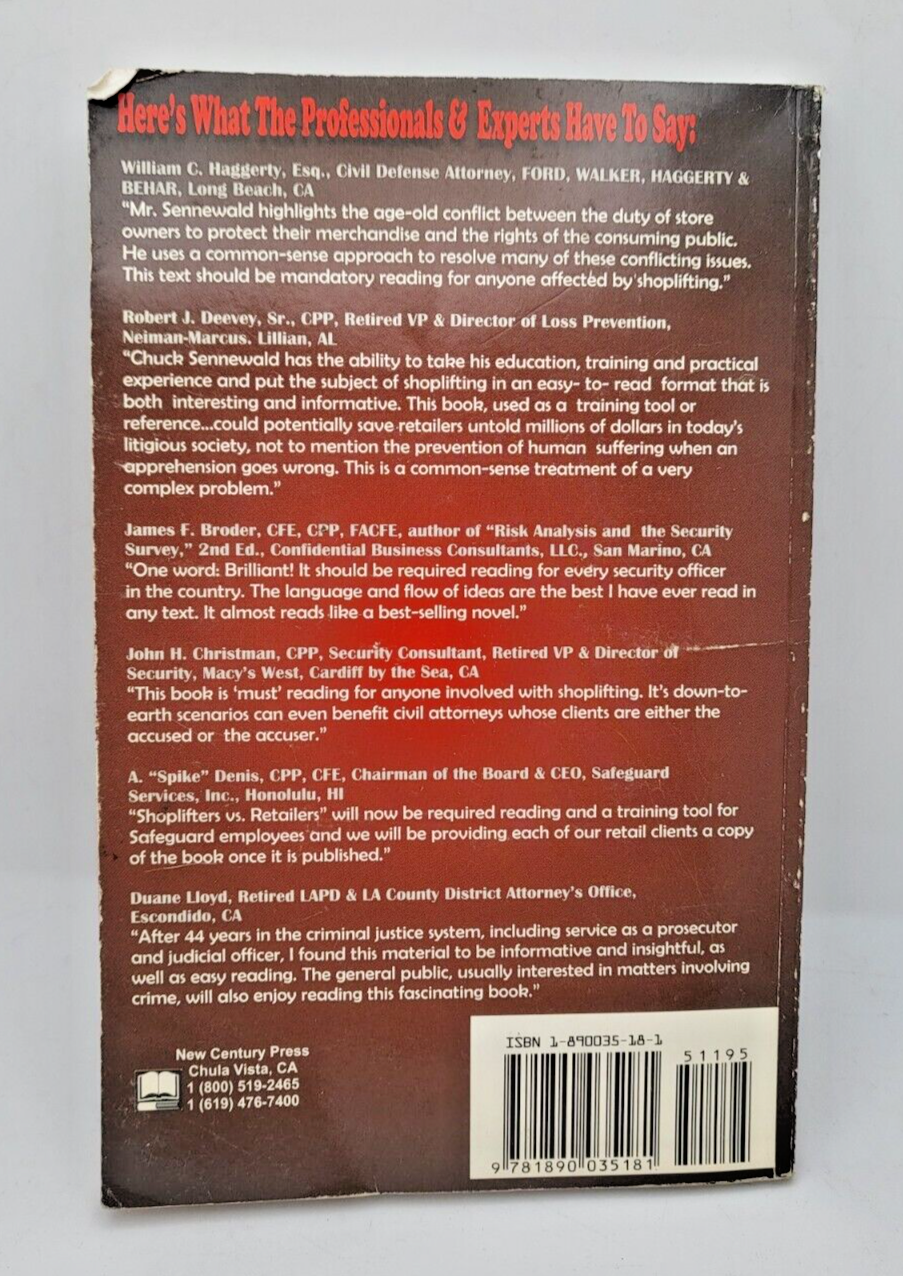 Here's What The Professionals & Experts Have To Say:
William C. Haggerty, Esq., Civil Defense Attorney, FORD, WALKER, HAGGERTY &
BEHAR, Long Beach, CA
"Mr. Sennewald highlights the age-old conflict between the duty of store
owners to protect their merchandise and the rights of the consuming public.
He uses a common-sense approach to resolve many of these conflicting issues.
This text should be mandatory reading for anyone affected by shoplifting."
Robert J. Deevey, Sr., CPP, Retired VP & Director of Loss Prevention,
Neiman-Marcus. Lillian, AL
"Chuck Sennewald has the ability to take his education, training and practical
experience and put the subject of shoplifting in an easy- to- read format that is
both interesting and informative. This book, used as a training tool or
reference...could potentially save retailers untold millions of dollars in today's
litigious society, not to mention the prevention of human suffering when an
apprehension goes wrong. This is a common-sense treatment of a very
complex problem."
James F. Broder, CFE, CPP, FACFE, author of "Risk Analysis and the Security
Survey," 2nd Ed., Confidential Business Consultants, LLC., San Marino, CA
"One word: Brilliant! It should be required reading for every security officer
in the country. The language and flow of ideas are the best I have ever read in
any text. It almost reads like a best-selling novel."
John H. Christman, CPP, Security Consultant, Retired VP & Director of
Security, Macy's West, Cardiff by the Sea, CA
"This book is 'must' reading for anyone involved with shoplifting. It's down-to-
earth scenarios can even benefit civil attorneys whose clients are either the
accused or the accuser."
A. "Spike" Denis, CPP, CFE, Chairman of the Board & CEO, Safeguard
Services, Inc., Honolulu, HI
"Shoplifters vs. Retailers" will now be required reading and a training tool for
Safeguard employees and we will be providing each of our retail clients a copy
of the book once it is published."
Duane Lloyd, Retired LAPD & LA County District Attorney's Office,
Escondido, CA
"After 44 years in the criminal justice system, including service as a prosecutor
and judicial officer, I found this material to be informative and insightful, as
well as easy reading. The general public, usually interested in matters involving
crime, will also enjoy reading this fascinating book."
New Century Press
Chula Vista, CA
1 (800) 519-2465
1 (619) 476-7400
ISBN 1-890035-18-1
51195
9 781890 035181